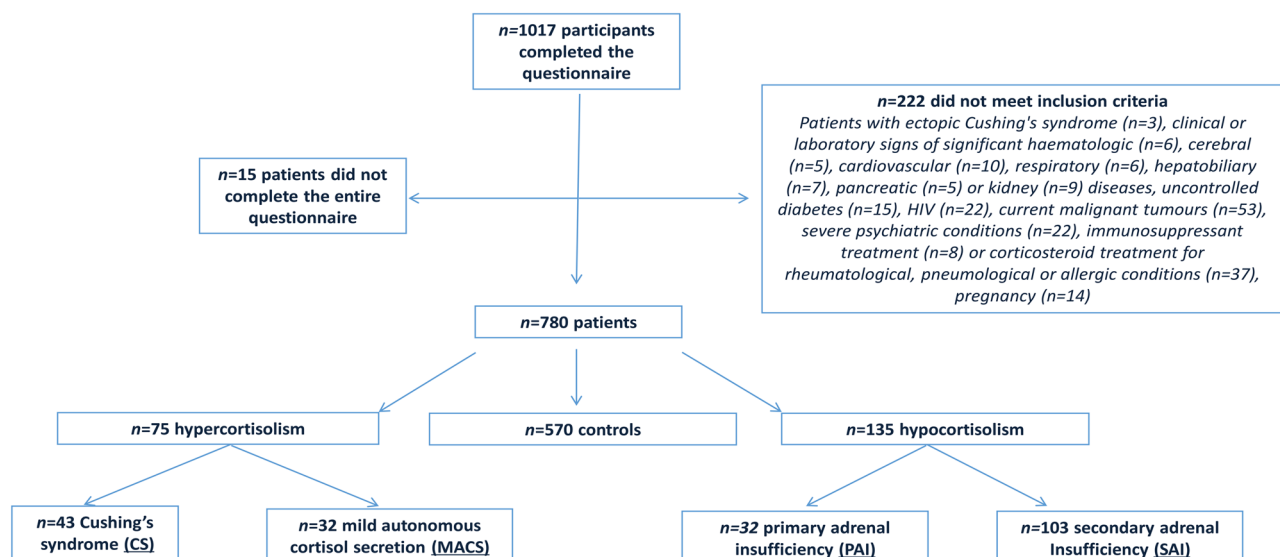 n=1017 participants
completed the
questionnaire
n=222 did not meet inclusion criteria
Patients with ectopic Cushing's syndrome (n=3), clinical or
laboratory signs of significant haematologic (n=6), cerebral
(n=5), cardiovascular (n=10), respiratory (n=6), hepatobiliary
(n=7), pancreatic (n=5) or kidney (n=9) diseases, uncontrolled
diabetes (n=15), HIV (n=22), current malignant tumours (n=53),
severe psychiatric conditions (n=22), immunosuppressant
treatment (n=8) or corticosteroid treatment for
rheumatological, pneumological or allergic conditions (n=37),
pregnancy (n=14)
n=15 patients did not
complete the entire
questionnaire
n=780 patients
n=75 hypercortisolism
n=570 controls
n=135 hypocortisolism
n=43 Cushing’s
syndrome (CS)
n=32 mild autonomous
cortisol secretion (MACS)
n=32 primary adrenal
insufficiency (PAI)
n=103 secondary adrenal
Insufficiency (SAI)